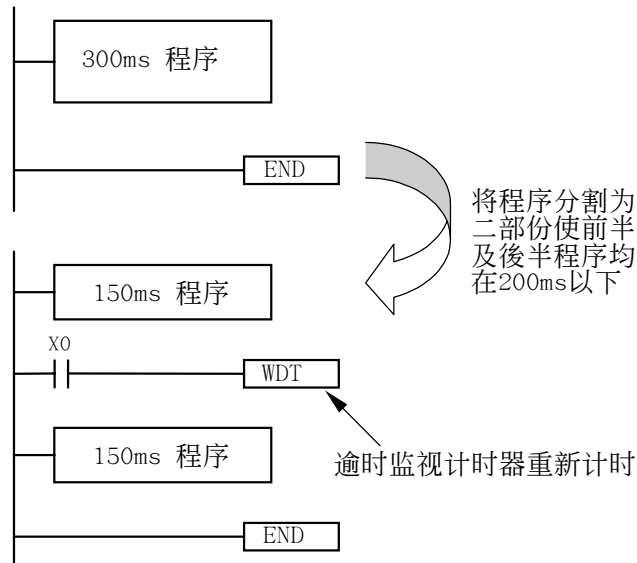 300ms 程序
END
将程序分割为
二部份使前半
及後半程序均
在200ms以下
150ms 程序
X0
WDT
150ms 程序
逾时监视计时器重新计时
END